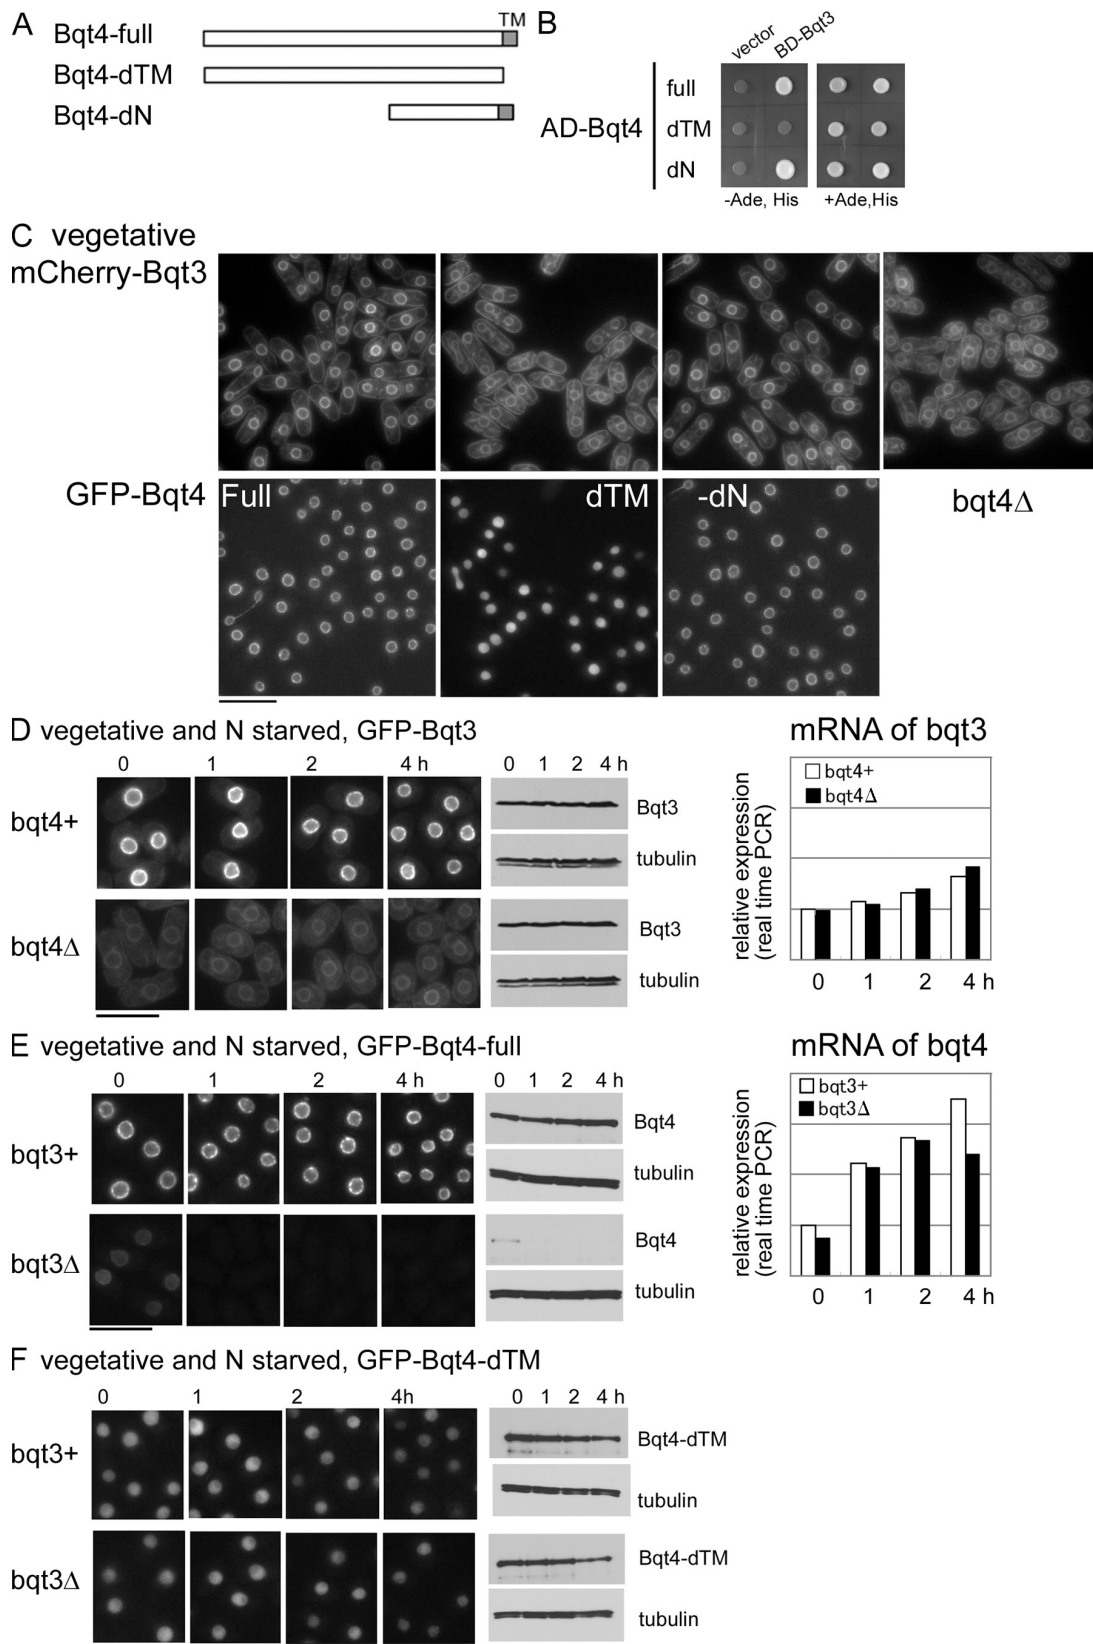 A
TM
B
Bqt4-full
Bqt4-dTM
Bqt4-dN
vector
BD-Bqt3
AD-Bqt4
full
dTM
dN
-Ade, His
+Ade,His
C vegetative
mCherry-Bqt3
GFP-Bqt4
Full
dTM
-dN
bqt4Δ
D vegetative and N starved, GFP-Bqt3
0 1 2 4 h
0 1 2 4 h
bqt4+
Bqt3
tubulin
bqt4Δ
Bqt3
tubulin
mRNA of bqt3
relative expression
(real time PCR)
bqt4+
bqt4Δ
0 1 2 4 h
E vegetative and N starved, GFP-Bqt4-full
0 1 2 4 h
0 1 2 4 h
bqt3+
Bqt4
tubulin
bqt3Δ
Bqt4
tubulin
mRNA of bqt4
relative expression
(real time PCR)
bqt3+
bqt3Δ
0 1 2 4 h
F vegetative and N starved, GFP-Bqt4-dTM
0 1 2 4h
0 1 2 4 h
bqt3+
Bqt4-dTM
tubulin
bqt3Δ
Bqt4-dTM
tubulin